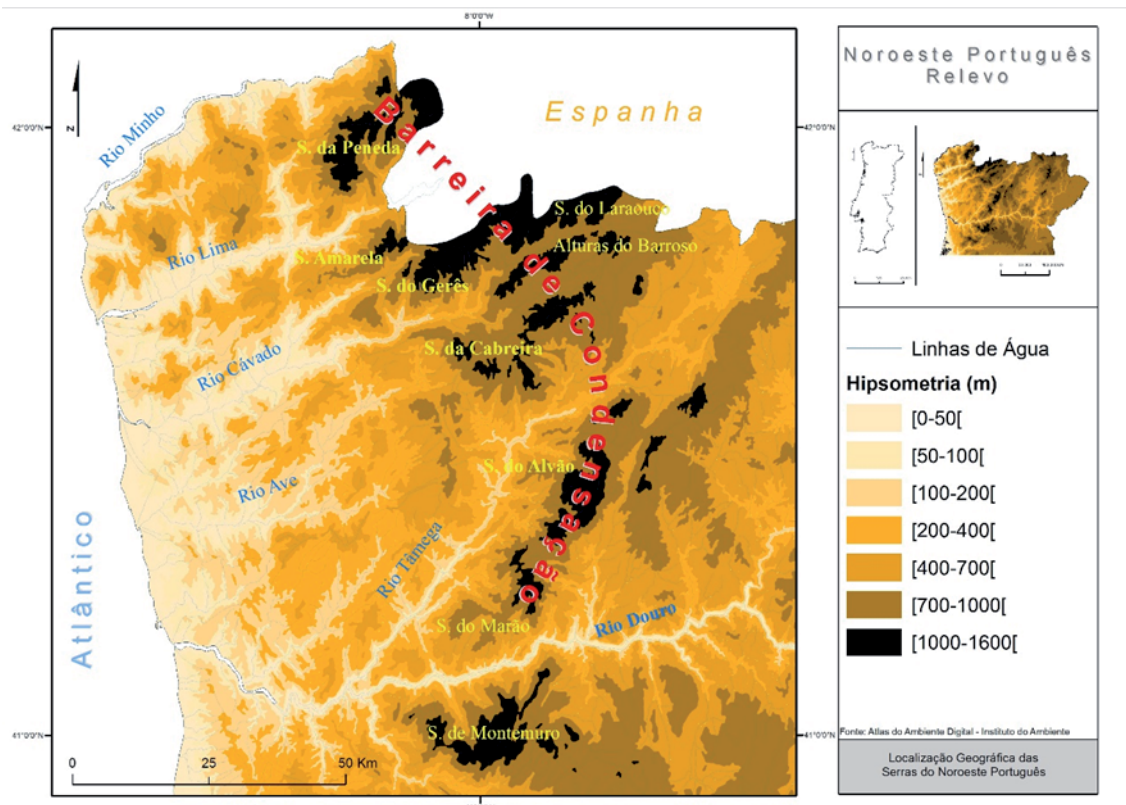 8°0'0"W
42°0'0"N
42°0'0"N
41°0'0"N
41°0'0"N
N
Espanha
Barreira de Condensação
Rio Minho
S. da Peneda
S. do Laraouco
Alturas do Barroso
Rio Lima
S. Amarela
S. do Gerês
Rio Cávado
S. da Cabreira
S. do Alvão
Rio Ave
Rio Tâmega
Atlântico
S. do Marão
Rio Douro
S. de Montemuro
0 25 50 Km
Noroeste Português
Relevo
Linhas de Água
Hipsometria (m)
[0-50[
[50-100[
[100-200[
[200-400[
[400-700[
[700-1000[
[1000-1600[
Fonte: Atlas do Ambiente Digital - Instituto do Ambiente
Localização Geográfica das
Serras do Noroeste Português